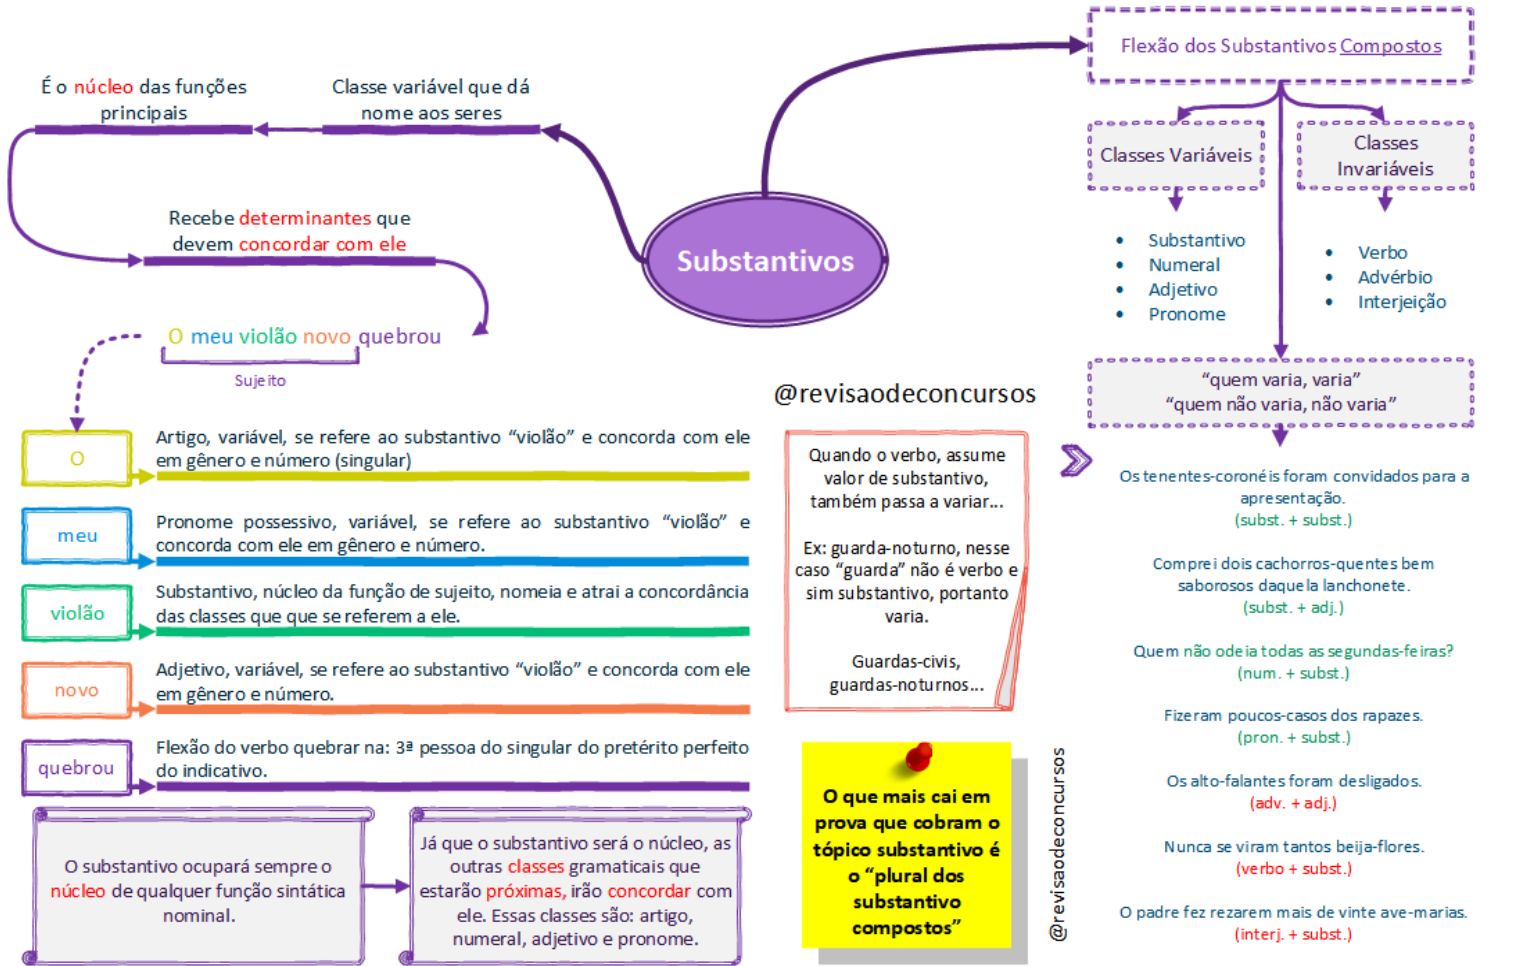 Substantivos
Classe variável que dá
nome aos seres
É o núcleo das funções
principais
Recebe determinantes que
devem concordar com ele
O meu violão novo quebrou
Sujeito
O
Artigo, variável, se refere ao substantivo “violão” e concorda com ele
em gênero e número (singular)
meu
Pronome possessivo, variável, se refere ao substantivo “violão” e
concorda com ele em gênero e número.
violão
Substantivo, núcleo da função de sujeito, nomeia e atrai a concordância
das classes que que se referem a ele.
novo
Adjetivo, variável, se refere ao substantivo “violão” e concorda com ele
em gênero e número.
quebrou
Flexão do verbo quebrar na: 3ª pessoa do singular do pretérito perfeito
do indicativo.
O substantivo ocupará sempre o
núcleo de qualquer função sintática
nominal.
Já que o substantivo será o núcleo, as
outras classes gramaticais que
estarão próximas, irão concordar com
ele. Essas classes são: artigo,
numeral, adjetivo e pronome.
@revisaodeconcursos
Quando o verbo, assume
valor de substantivo,
também passa a variar...
Ex: guarda-noturno, nesse
caso “guarda” não é verbo e
sim substantivo, portanto
varia.
Guardas-civis,
guardas-noturnos...
O que mais cai em
prova que cobram o
tópico substantivo é
o “plural dos
substantivo
compostos”
@revisaodeconcursos
Flexão dos Substantivos Compostos
Classes Variáveis
• Substantivo
• Numeral
• Adjetivo
• Pronome
Classes
Invariáveis
• Verbo
• Advérbio
• Interjeição
“quem varia, varia”
“quem não varia, não varia”
Os tenentes-coronéis foram convidados para a
apresentação.
(subst. + subst.)
Comprei dois cachorros-quentes bem
saborosos daquela lanchonete.
(subst. + adj.)
Quem não odeia todas as segundas-feiras?
(num. + subst.)
Fizeram poucos-casos dos rapazes.
(pron. + subst.)
Os alto-falantes foram desligados.
(adv. + adj.)
Nunca se viram tantos beija-flores.
(verbo + subst.)
O padre fez rezarem mais de vinte ave-marias.
(interj. + subst.)